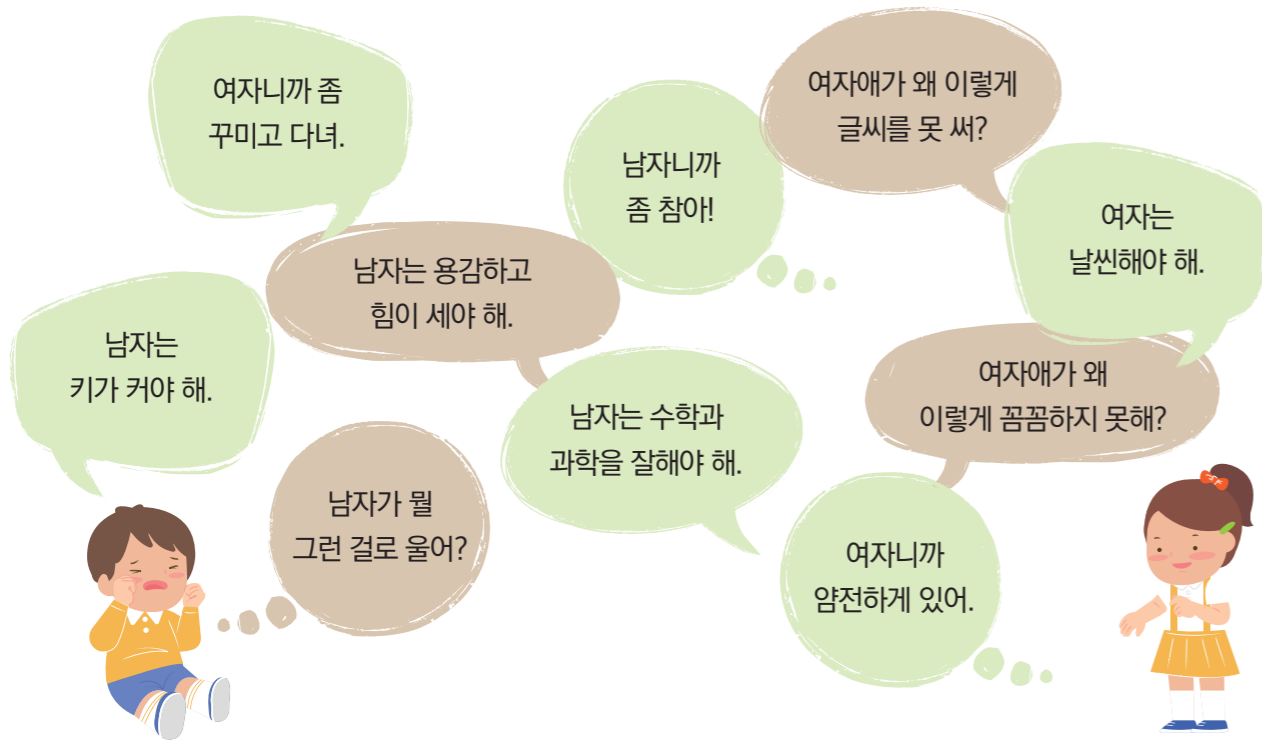 여자니까 좀
꾸미고 다녀.
여자애가 왜 이렇게
글씨를 못 써?
남자니까
좀 참아!
여자는
날씬해야 해.
남자는 용감하고
힘이 세야 해.
남자는
키가 커야 해.
여자애가 왜
이렇게 꼼꼼하지 못해?
남자는 수학과
과학을 잘해야 해.
남자가 뭘
그런 걸로 울어?
여자니까
얌전하게 있어.